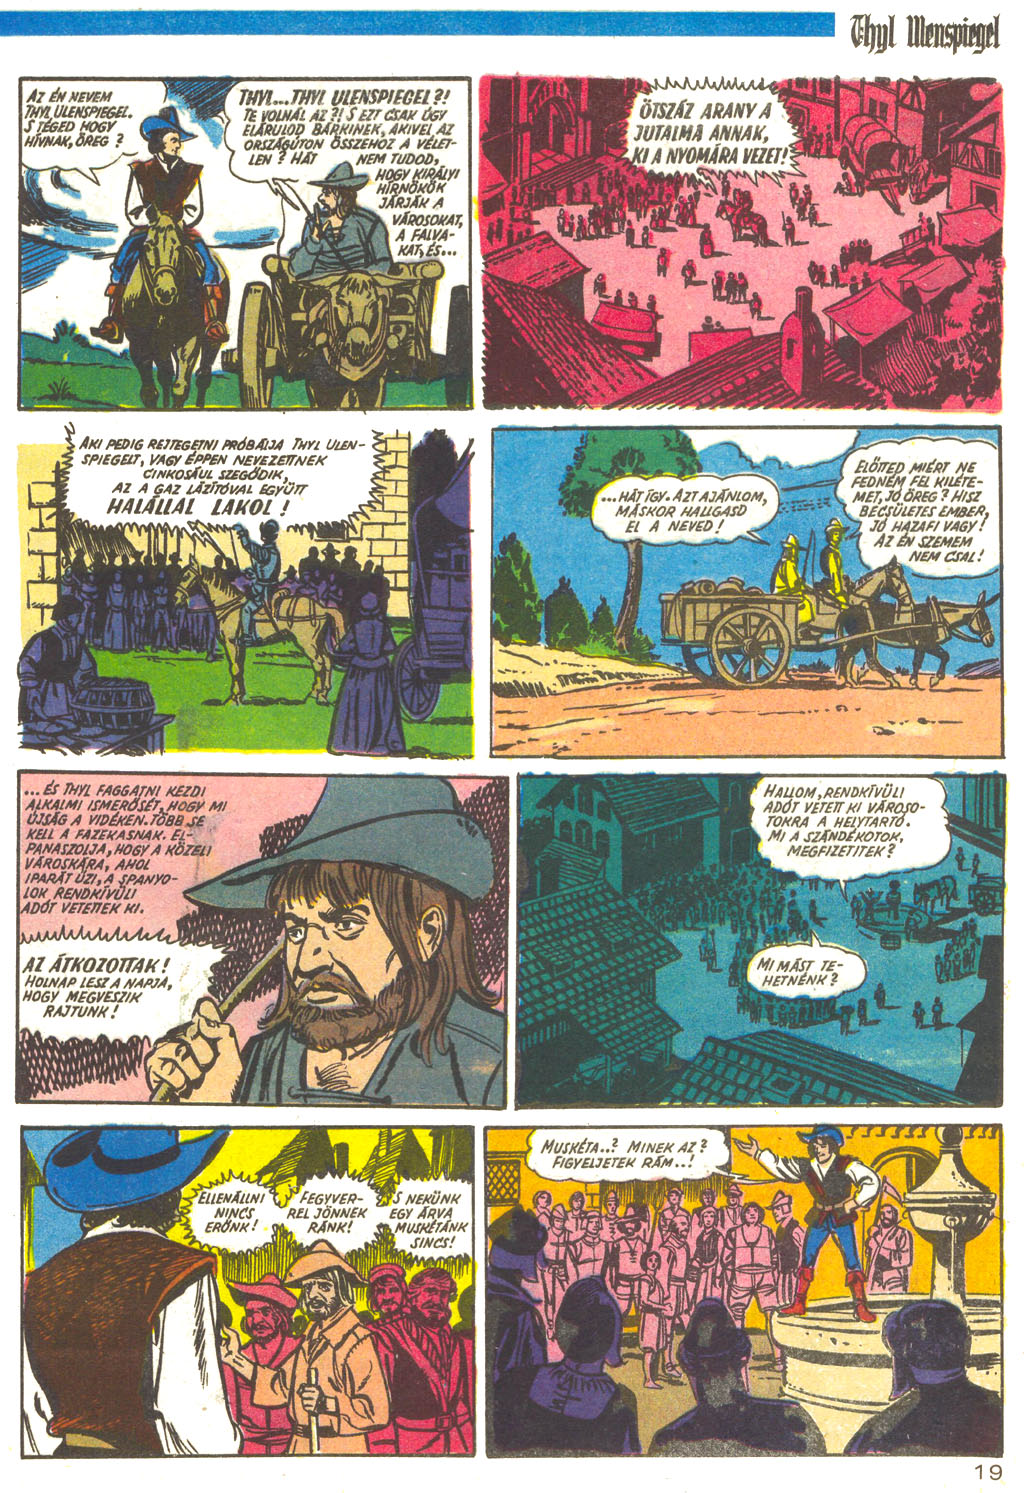 Thyl Ulenspiegel
AZ ÉN NEVEM
THYL ULENSPIEGEL.
S TÉGED HOGY
HÍVNAK, ÖREG?
THYL... THYL ULENSPIEGEL?!
TE VOLNÁL AZ?! S EZT CSAK ÚGY
ELÁRULOD BÁRKINEK, AKIVEL AZ
ORSZÁGÚTON ÖSSZEHOZ A VÉLET-
LEN? HÁT NEM TUDOD,
HOGY KIRÁLYI
HÍRNÖKÖK
JÁRJÁK A
VÁROSOKAT,
A FALVA-
KAT, ÉS...
ÖTSZÁZ ARANY A
JUTALMA ANNAK,
KI A NYOMÁRA VEZET!
AKI PEDIG REJTEGETNI PRÓBÁLJA THYL ULEN-
SPIEGELT, VAGY ÉPPEN NEVEZETTNEK
CINKOSÁUL SZEGŐDIK,
AZ A GAZ LÁZÍTÓVAL EGYÜTT
HALÁLLAL LAKOL!
...HÁT ÍGY. AZT AJÁNLOM,
MÁSKOR HALLGASD
EL A NEVED!
ELŐTTED MIÉRT NE
FEDNÉM FEL KILÉTE-
MET, JÓ ÖREG? HISZ
BECSÜLETES EMBER,
JÓ HAZAFI VAGY!
AZ ÉN SZEMEM
NEM CSAL!
...ÉS THYL FAGGATNI KEZDI
ALKALMI ISMERŐSÉT, HOGY MI
ÚJSÁG A VIDÉKEN. TÖBB SE
KELL A FAZEKASNAK. EL-
PANASZOLJA, HOGY A KÖZELI
VÁROSKÁRA, AHOL
IPARÁT ŰZI, A SPANYO-
LOK RENDKÍVÜLI
ADÓT VETETTEK KI.
AZ ÁTKOZOTTAK!
HOLNAP LESZ A NAPJA,
HOGY MEGVESZIK
RAJTUNK!
HALLOM, RENDKÍVÜLI
ADÓT VETETT KI VÁROSO-
TOKRA A HELYTARTÓ.
MI A SZÁNDÉKOTOK,
MEGFIZETITEK?
MI MÁST TE-
HETNÉNK?
ELLENÁLLNI
NINCS
ERŐNK!
FEGYVER-
REL JÖNNEK
RÁNK!
S NEKÜNK
EGY ÁRVA
MUSKÉTÁNK
SINCS!
MUSKÉTA..? MINEK AZ?
FIGYELJETEK RÁM..!
19